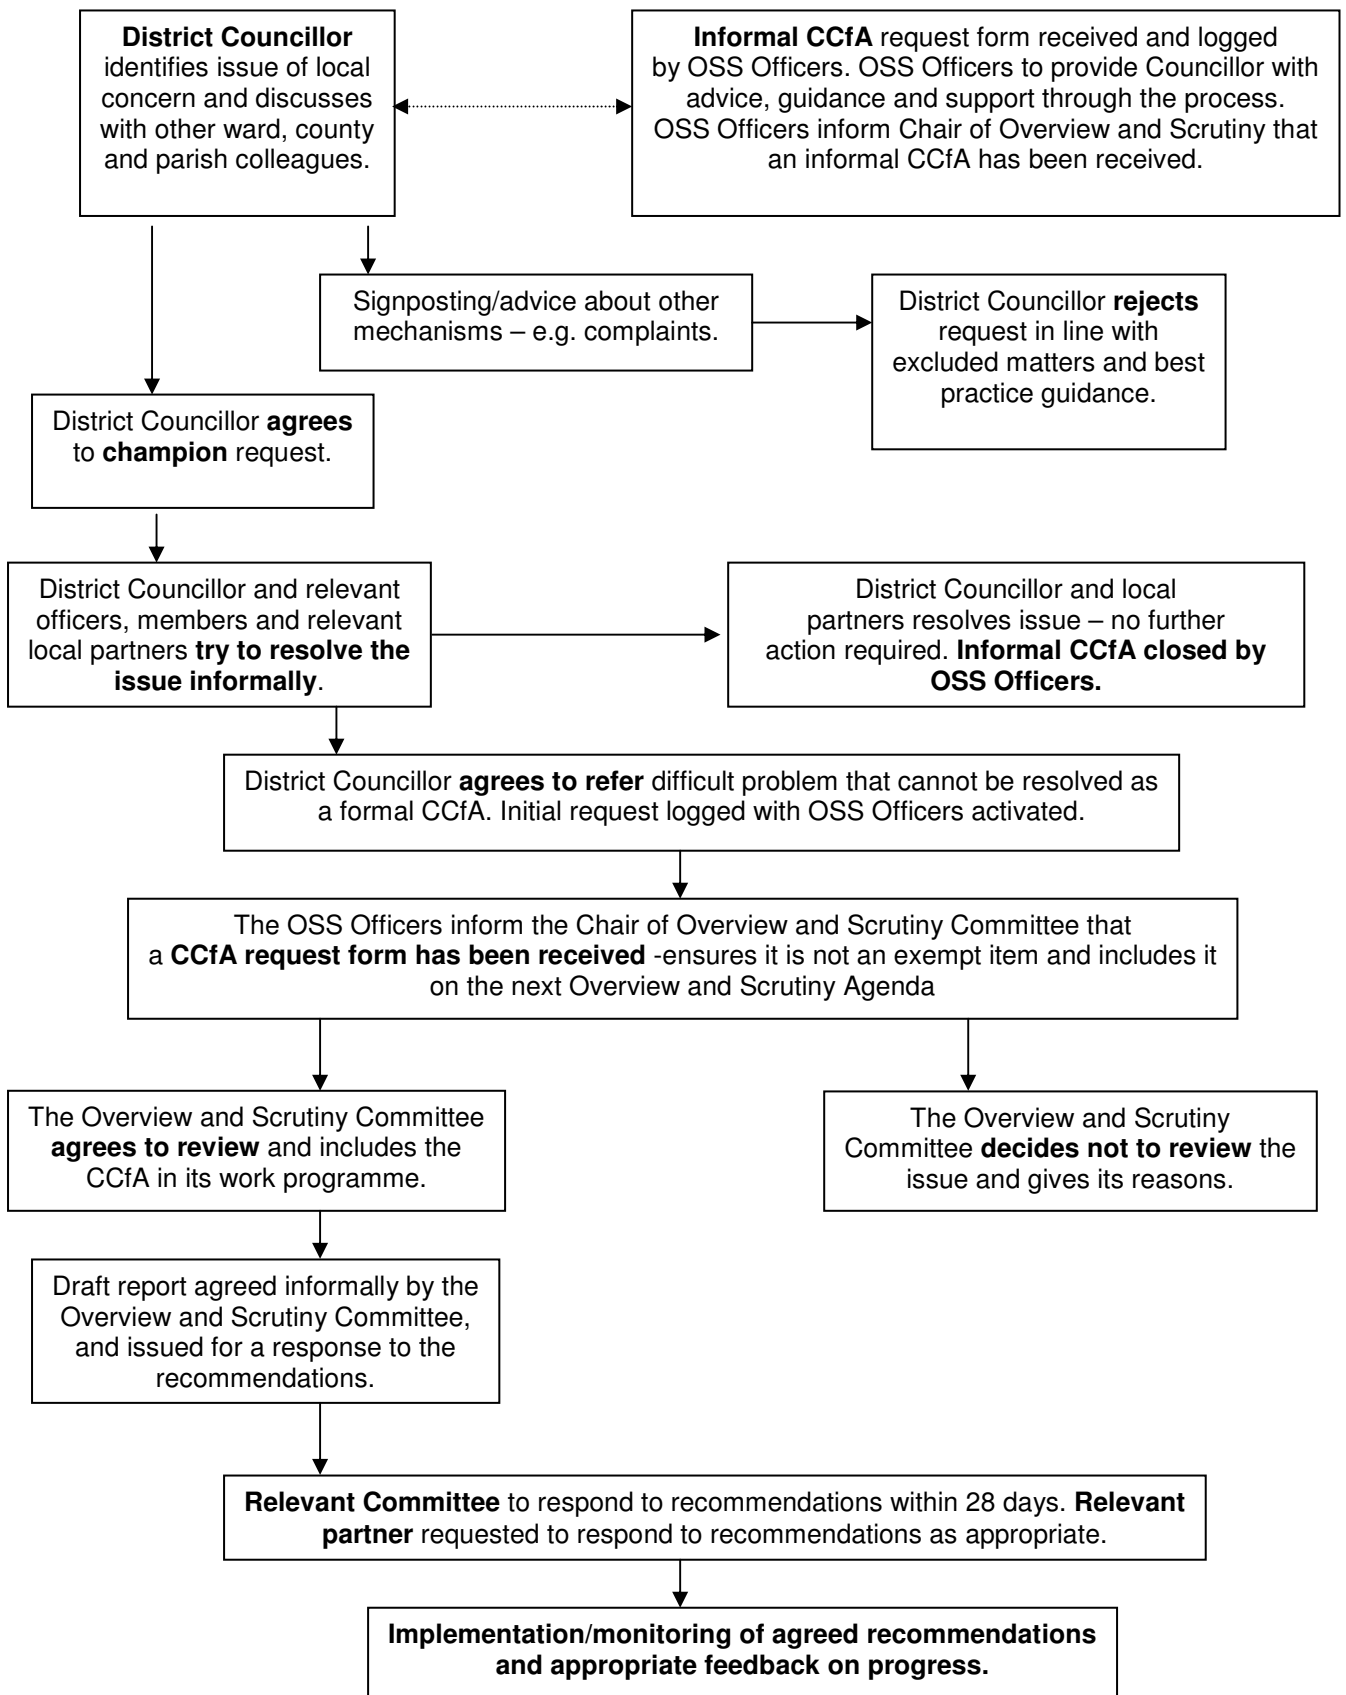 District Councillor
identifies issue of local
concern and discusses
with other ward, county
and parish colleagues.
Informal CCfA request form received and logged
by OSS Officers. OSS Officers to provide Councillor with
advice, guidance and support through the process.
OSS Officers inform Chair of Overview and Scrutiny that
an informal CCfA has been received.
Signposting/advice about other
mechanisms – e.g. complaints.
District Councillor rejects
request in line with
excluded matters and best
practice guidance.
District Councillor agrees
to champion request.
District Councillor and relevant
officers, members and relevant
local partners try to resolve the
issue informally.
District Councillor and local
partners resolves issue – no further
action required. Informal CCfA closed by
OSS Officers.
District Councillor agrees to refer difficult problem that cannot be resolved as
a formal CCfA. Initial request logged with OSS Officers activated.
The OSS Officers inform the Chair of Overview and Scrutiny Committee that
a CCfA request form has been received -ensures it is not an exempt item and includes it
on the next Overview and Scrutiny Agenda
The Overview and Scrutiny Committee
agrees to review and includes the
CCfA in its work programme.
The Overview and Scrutiny
Committee decides not to review the
issue and gives its reasons.
Draft report agreed informally by the
Overview and Scrutiny Committee,
and issued for a response to the
recommendations.
Relevant Committee to respond to recommendations within 28 days. Relevant
partner requested to respond to recommendations as appropriate.
Implementation/monitoring of agreed recommendations
and appropriate feedback on progress.